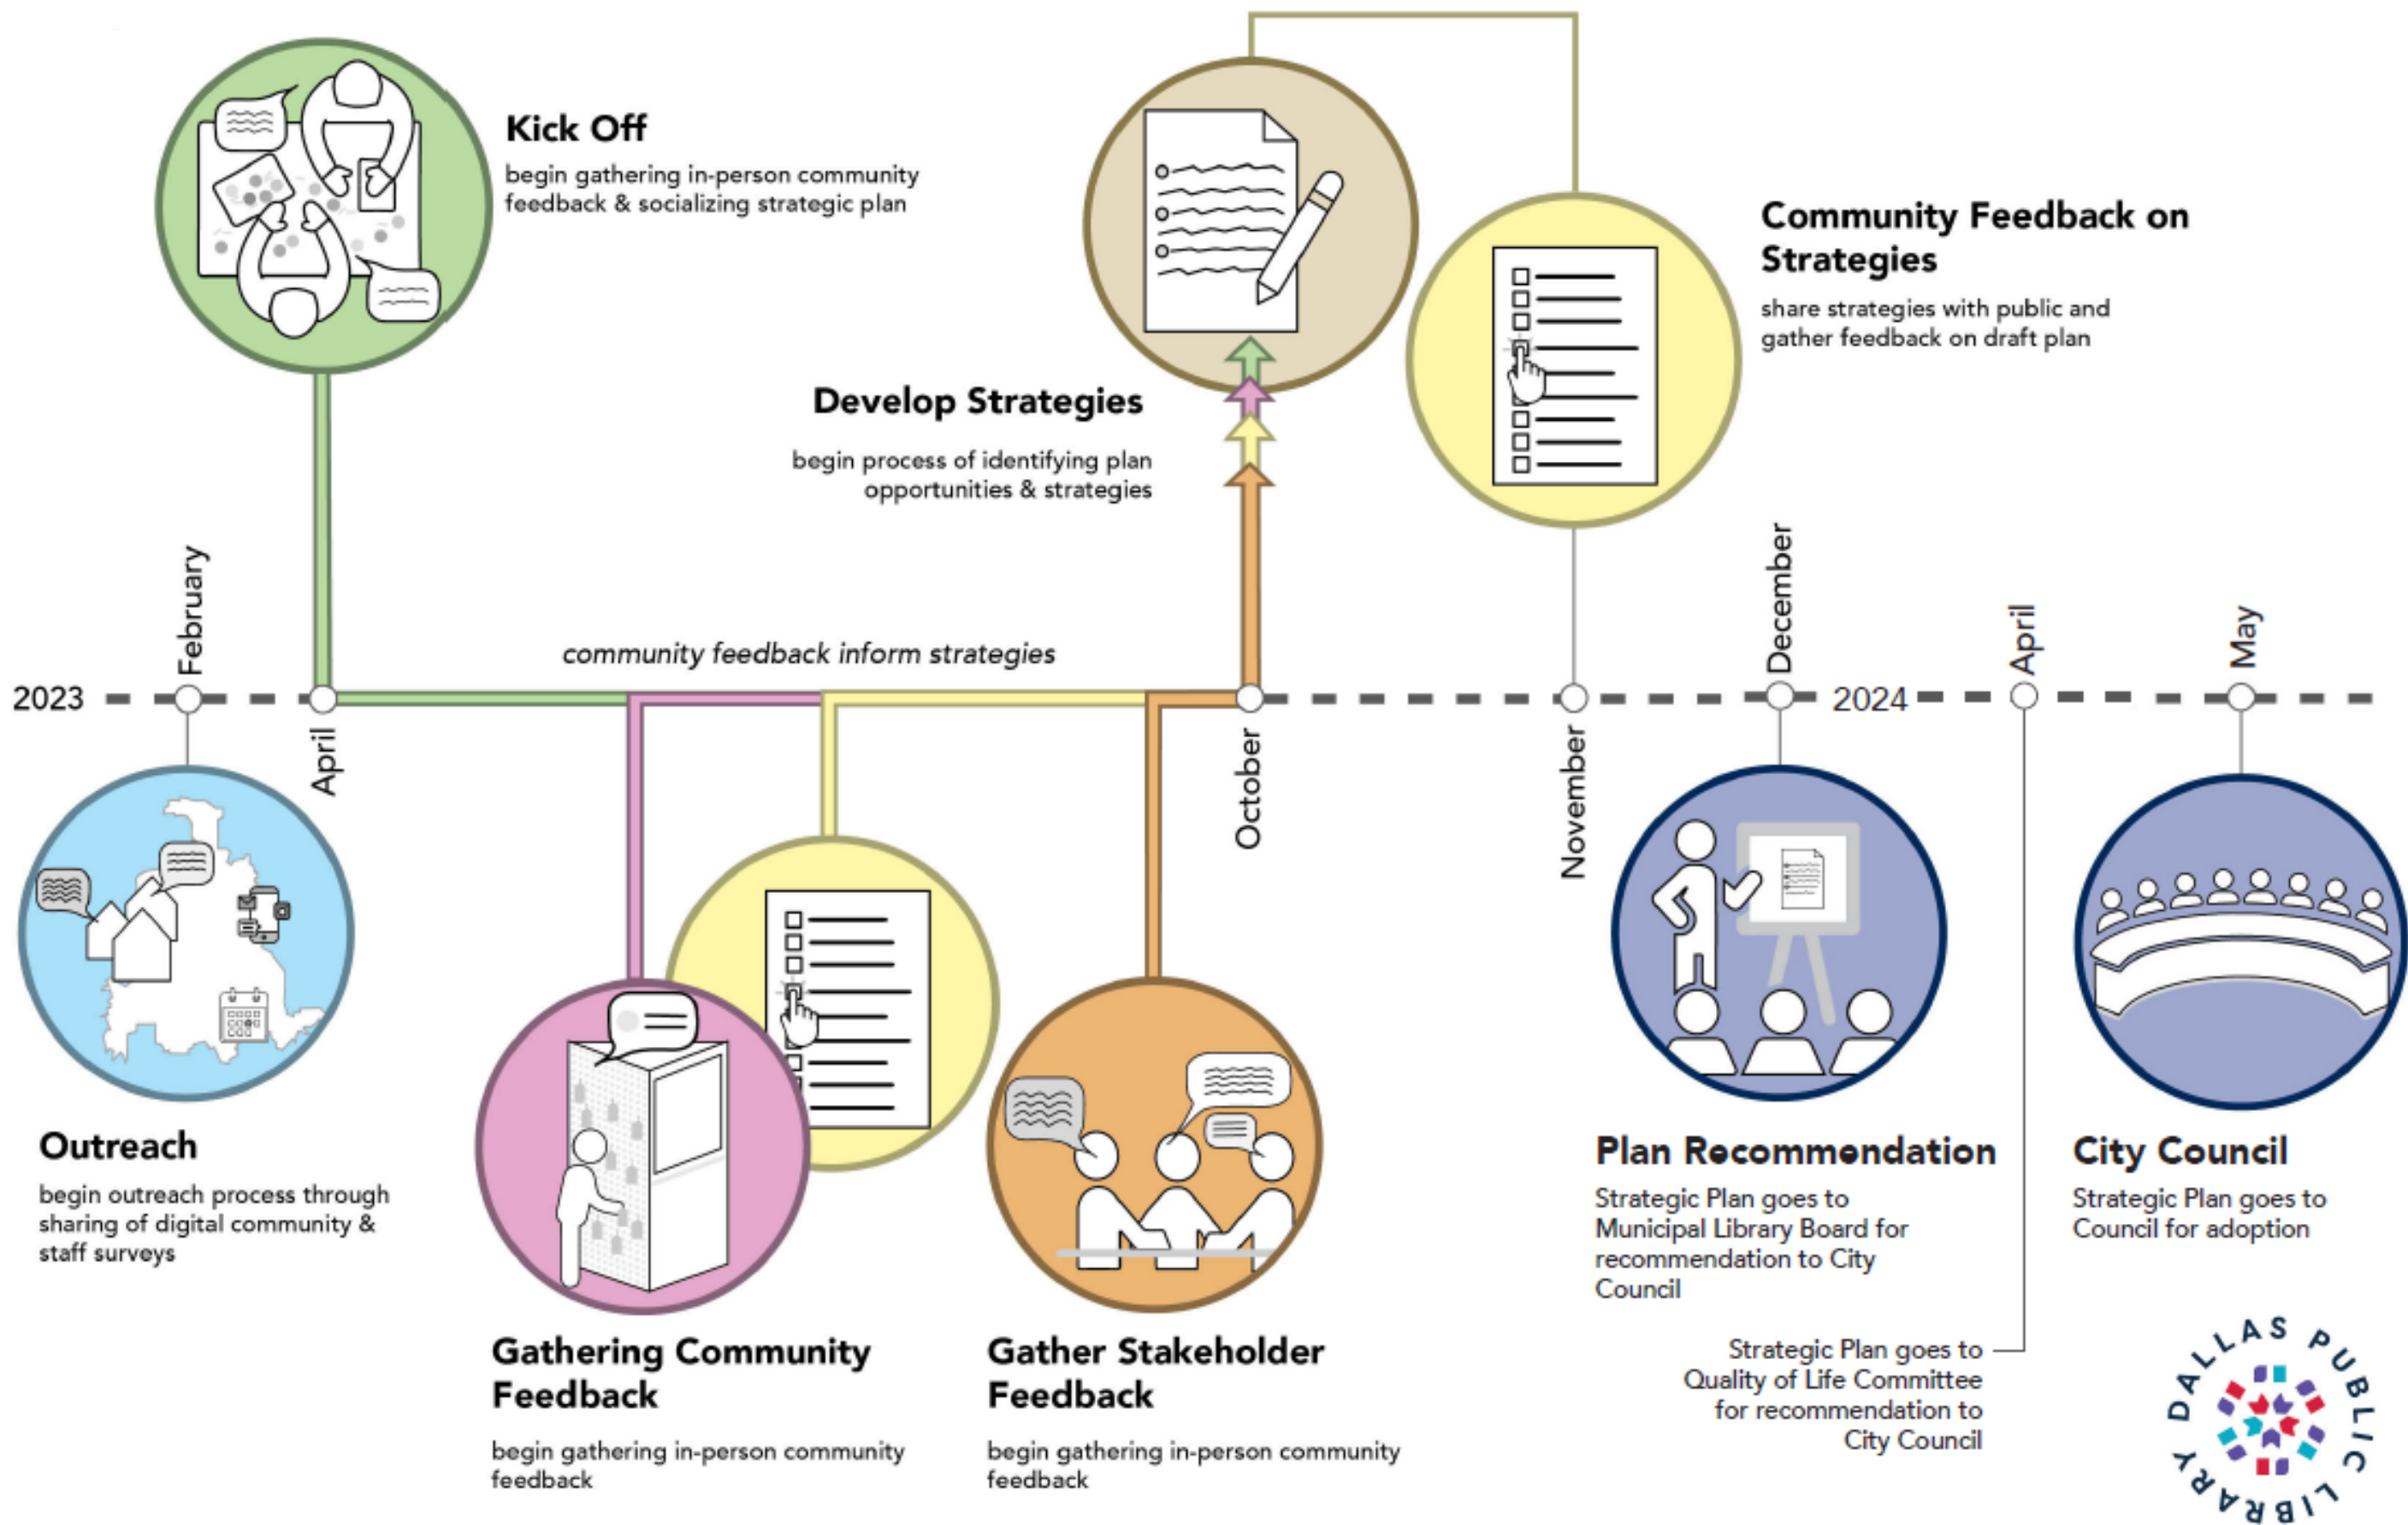 Kick Off
begin gathering in-person community
feedback & socializing strategic plan
Community Feedback on
Strategies
share strategies with public and
gather feedback on draft plan
Develop Strategies
begin process of identifying plan
opportunities & strategies
community feedback inform strategies
2023
February
April
October
November
December
2024
April
May
Outreach
begin outreach process through
sharing of digital community &
staff surveys
Gathering Community
Feedback
begin gathering in-person community
feedback
Gather Stakeholder
Feedback
begin gathering in-person community
feedback
Plan Recommendation
Strategic Plan goes to
Municipal Library Board for
recommendation to City
Council
Strategic Plan goes to
Quality of Life Committee
for recommendation to
City Council
City Council
Strategic Plan goes to
Council for adoption
DALLAS PUBLIC LIBRARY